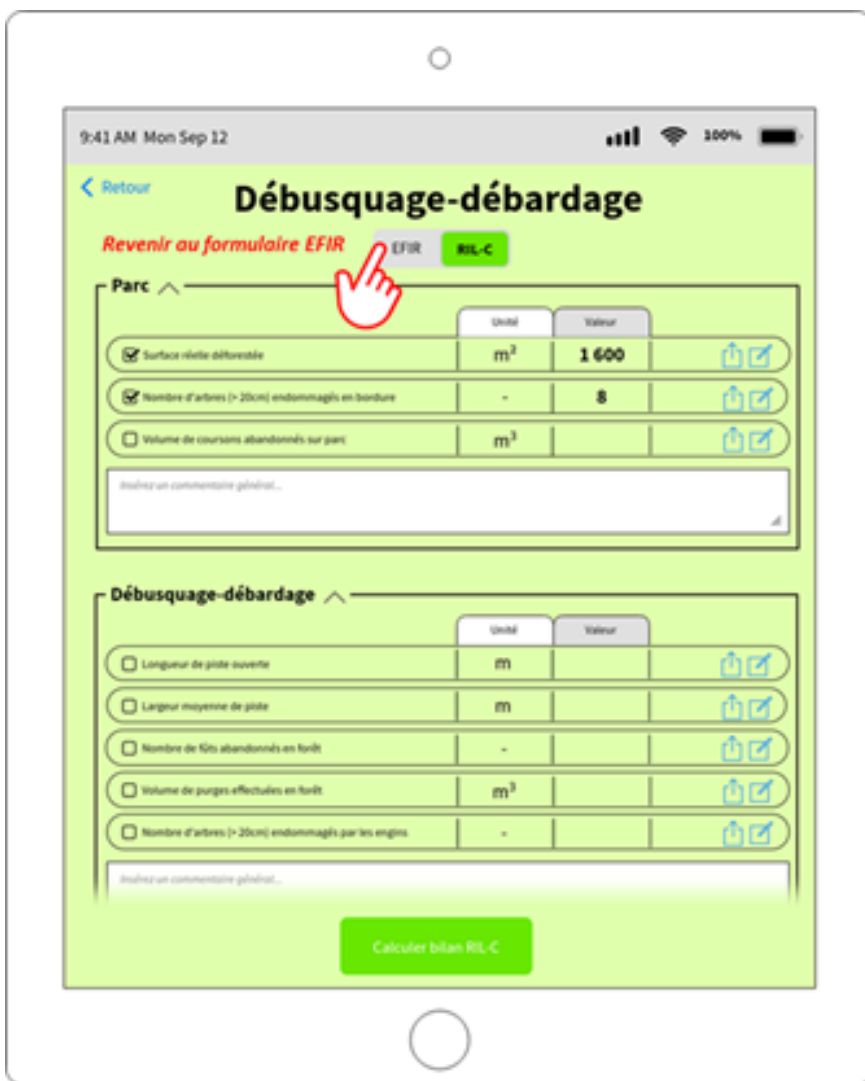 9:41 AM Mon Sep 12 100%
Retour
Débusquage-débardage
Revenir au formulaire EFIR EFIR RIL-C
Parc
Unité Valeur
Surface réelle déforestée m² 1 600
Nombre d'arbres (> 20cm) endommagés en bordure - 8
Volume de coursons abandonnés sur parc m³
Insérez un commentaire général...
Débusquage-débardage
Unité Valeur
Longueur de piste ouverte m
Largeur moyenne de piste m
Nombre de fûts abandonnés en forêt -
Volume de purges effectuées en forêt m³
Nombre d'arbres (> 20cm) endommagés par les engins -
Insérez un commentaire général...
Calculer bilan RIL-C